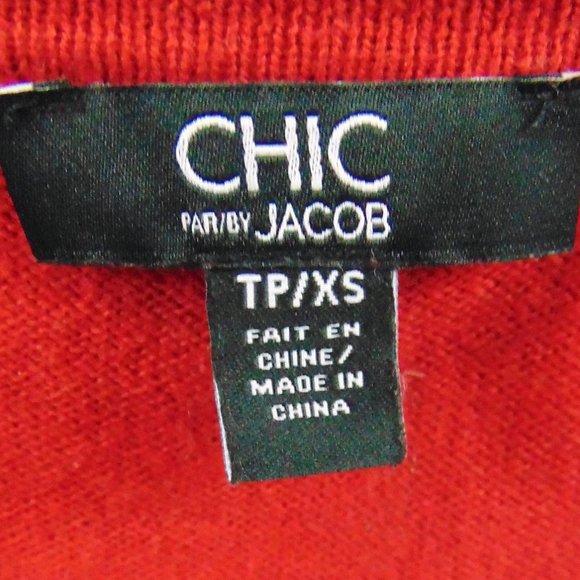 CHIC
PAR/BY JACOB
TP/XS
FAIT EN
CHINE/
MADE IN
CHINA